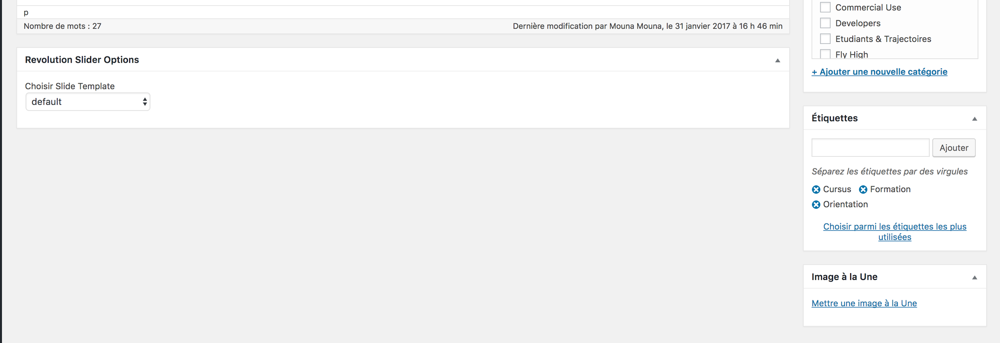 p
Nombre de mots : 27
Dernière modification par Mouna Mouna, le 31 janvier 2017 à 16 h 46 min
Revolution Slider Options
Choisir Slide Template
default
Commercial Use
Developers
Etudiants & Trajectoires
Fly High
+ Ajouter une nouvelle catégorie
Étiquettes
Ajouter
Séparez les étiquettes par des virgules
Cursus Formation
Orientation
Choisir parmi les étiquettes les plus
utilisées
Image à la Une
Mettre une image à la Une